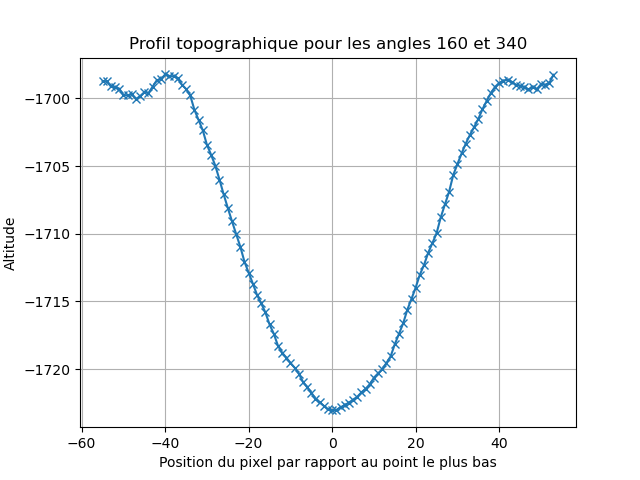 Profil topographique pour les angles 160 et 340
Altitude
−1700
−1705
−1710
−1715
−1720
−60 −40 −20 0 20 40
Position du pixel par rapport au point le plus bas